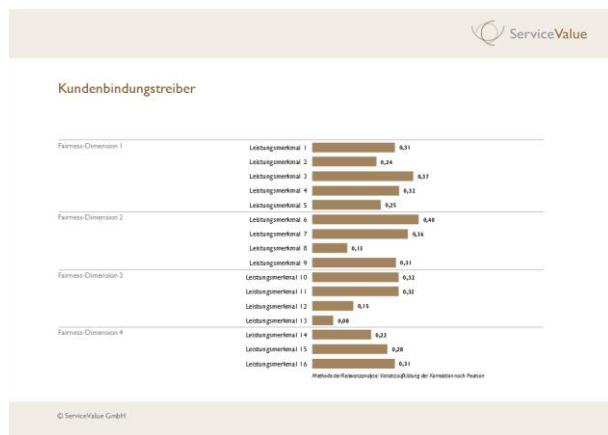 ServiceValue
Kundenbindungstreiber
Fairness-Dimension 1
Leistungsmerkmal 1 0,31
Leistungsmerkmal 2 0,24
Leistungsmerkmal 3 0,37
Leistungsmerkmal 4 0,32
Leistungsmerkmal 5 0,25
Fairness-Dimension 2
Leistungsmerkmal 6 0,40
Leistungsmerkmal 7 0,36
Leistungsmerkmal 8 0,13
Leistungsmerkmal 9 0,31
Fairness-Dimension 3
Leistungsmerkmal 10 0,32
Leistungsmerkmal 11 0,32
Leistungsmerkmal 12 0,15
Leistungsmerkmal 13 0,08
Fairness-Dimension 4
Leistungsmerkmal 14 0,22
Leistungsmerkmal 15 0,28
Leistungsmerkmal 16 0,31
Methode der Relevanzanalyse: Varianzaufklärung der Korrelation nach Pearson
© ServiceValue GmbH